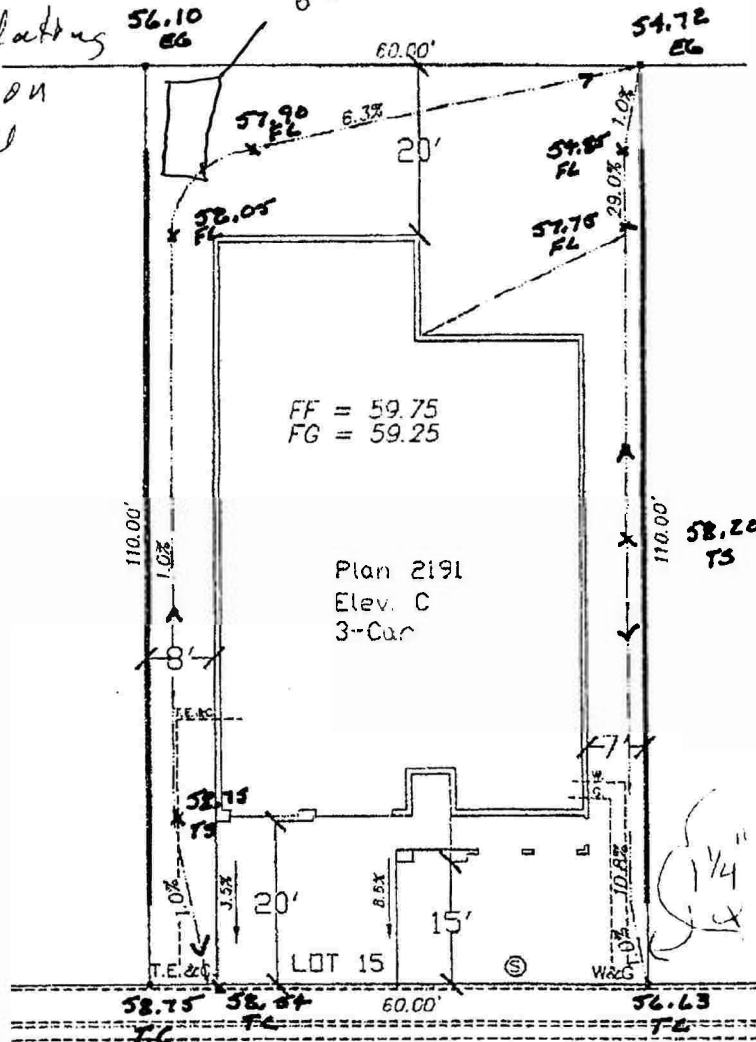 56.10
EG
on
60.00'
54.72
EG
57.90
FL
6.3%
20'
1.0%
54.85
FL
29.0%
58.05
FL
57.75
FL
FF = 59.75
FG = 59.25
110.00'
1.0%
110.00'
58.20
TS
Plan 2191
Elev. C
3-Car
8'
T.E.&C.
7'
W.
G.
58.75
TS
1.0%
3.5%
20'
8.5%
15'
10.8%
1.0%
1/4"
T.E.&C.
LOT 15
S
W&G
58.75
TC
58.54
TC
60.00'
56.63
TC